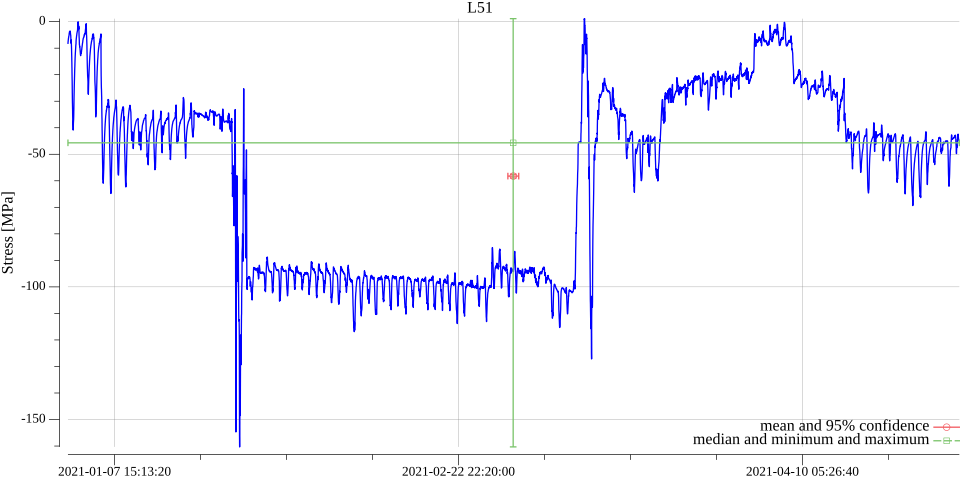 L51
0
-50
-100
-150
Stress [MPa]
mean and 95% confidence
median and minimum and maximum
2021-01-07 15:13:20
2021-02-22 22:20:00
2021-04-10 05:26:40